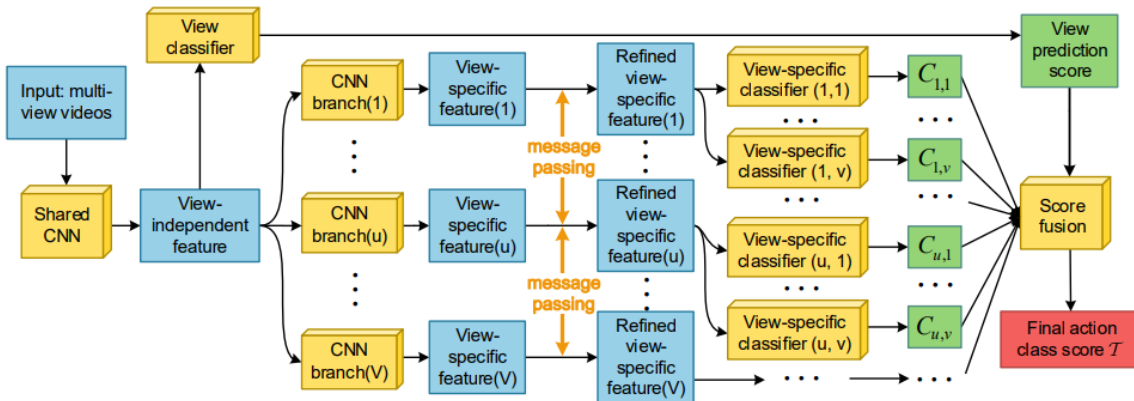 Input: multi-
view videos
Shared
CNN
View
classifier
View-
independent
feature
CNN
branch(1)
CNN
branch(u)
CNN
branch(V)
View-
specific
feature(1)
View-
specific
feature(u)
View-
specific
feature(V)
message
passing
message
passing
Refined
view-
specific
feature(1)
Refined
view-
specific
feature(u)
Refined
view-
specific
feature(V)
View-specific
classifier (1,1)
View-specific
classifier (1, v)
View-specific
classifier (u, 1)
View-specific
classifier (u, v)
C1,1
C1,v
Cu,1
Cu,v
View
prediction
score
Score
fusion
Final action
class score T